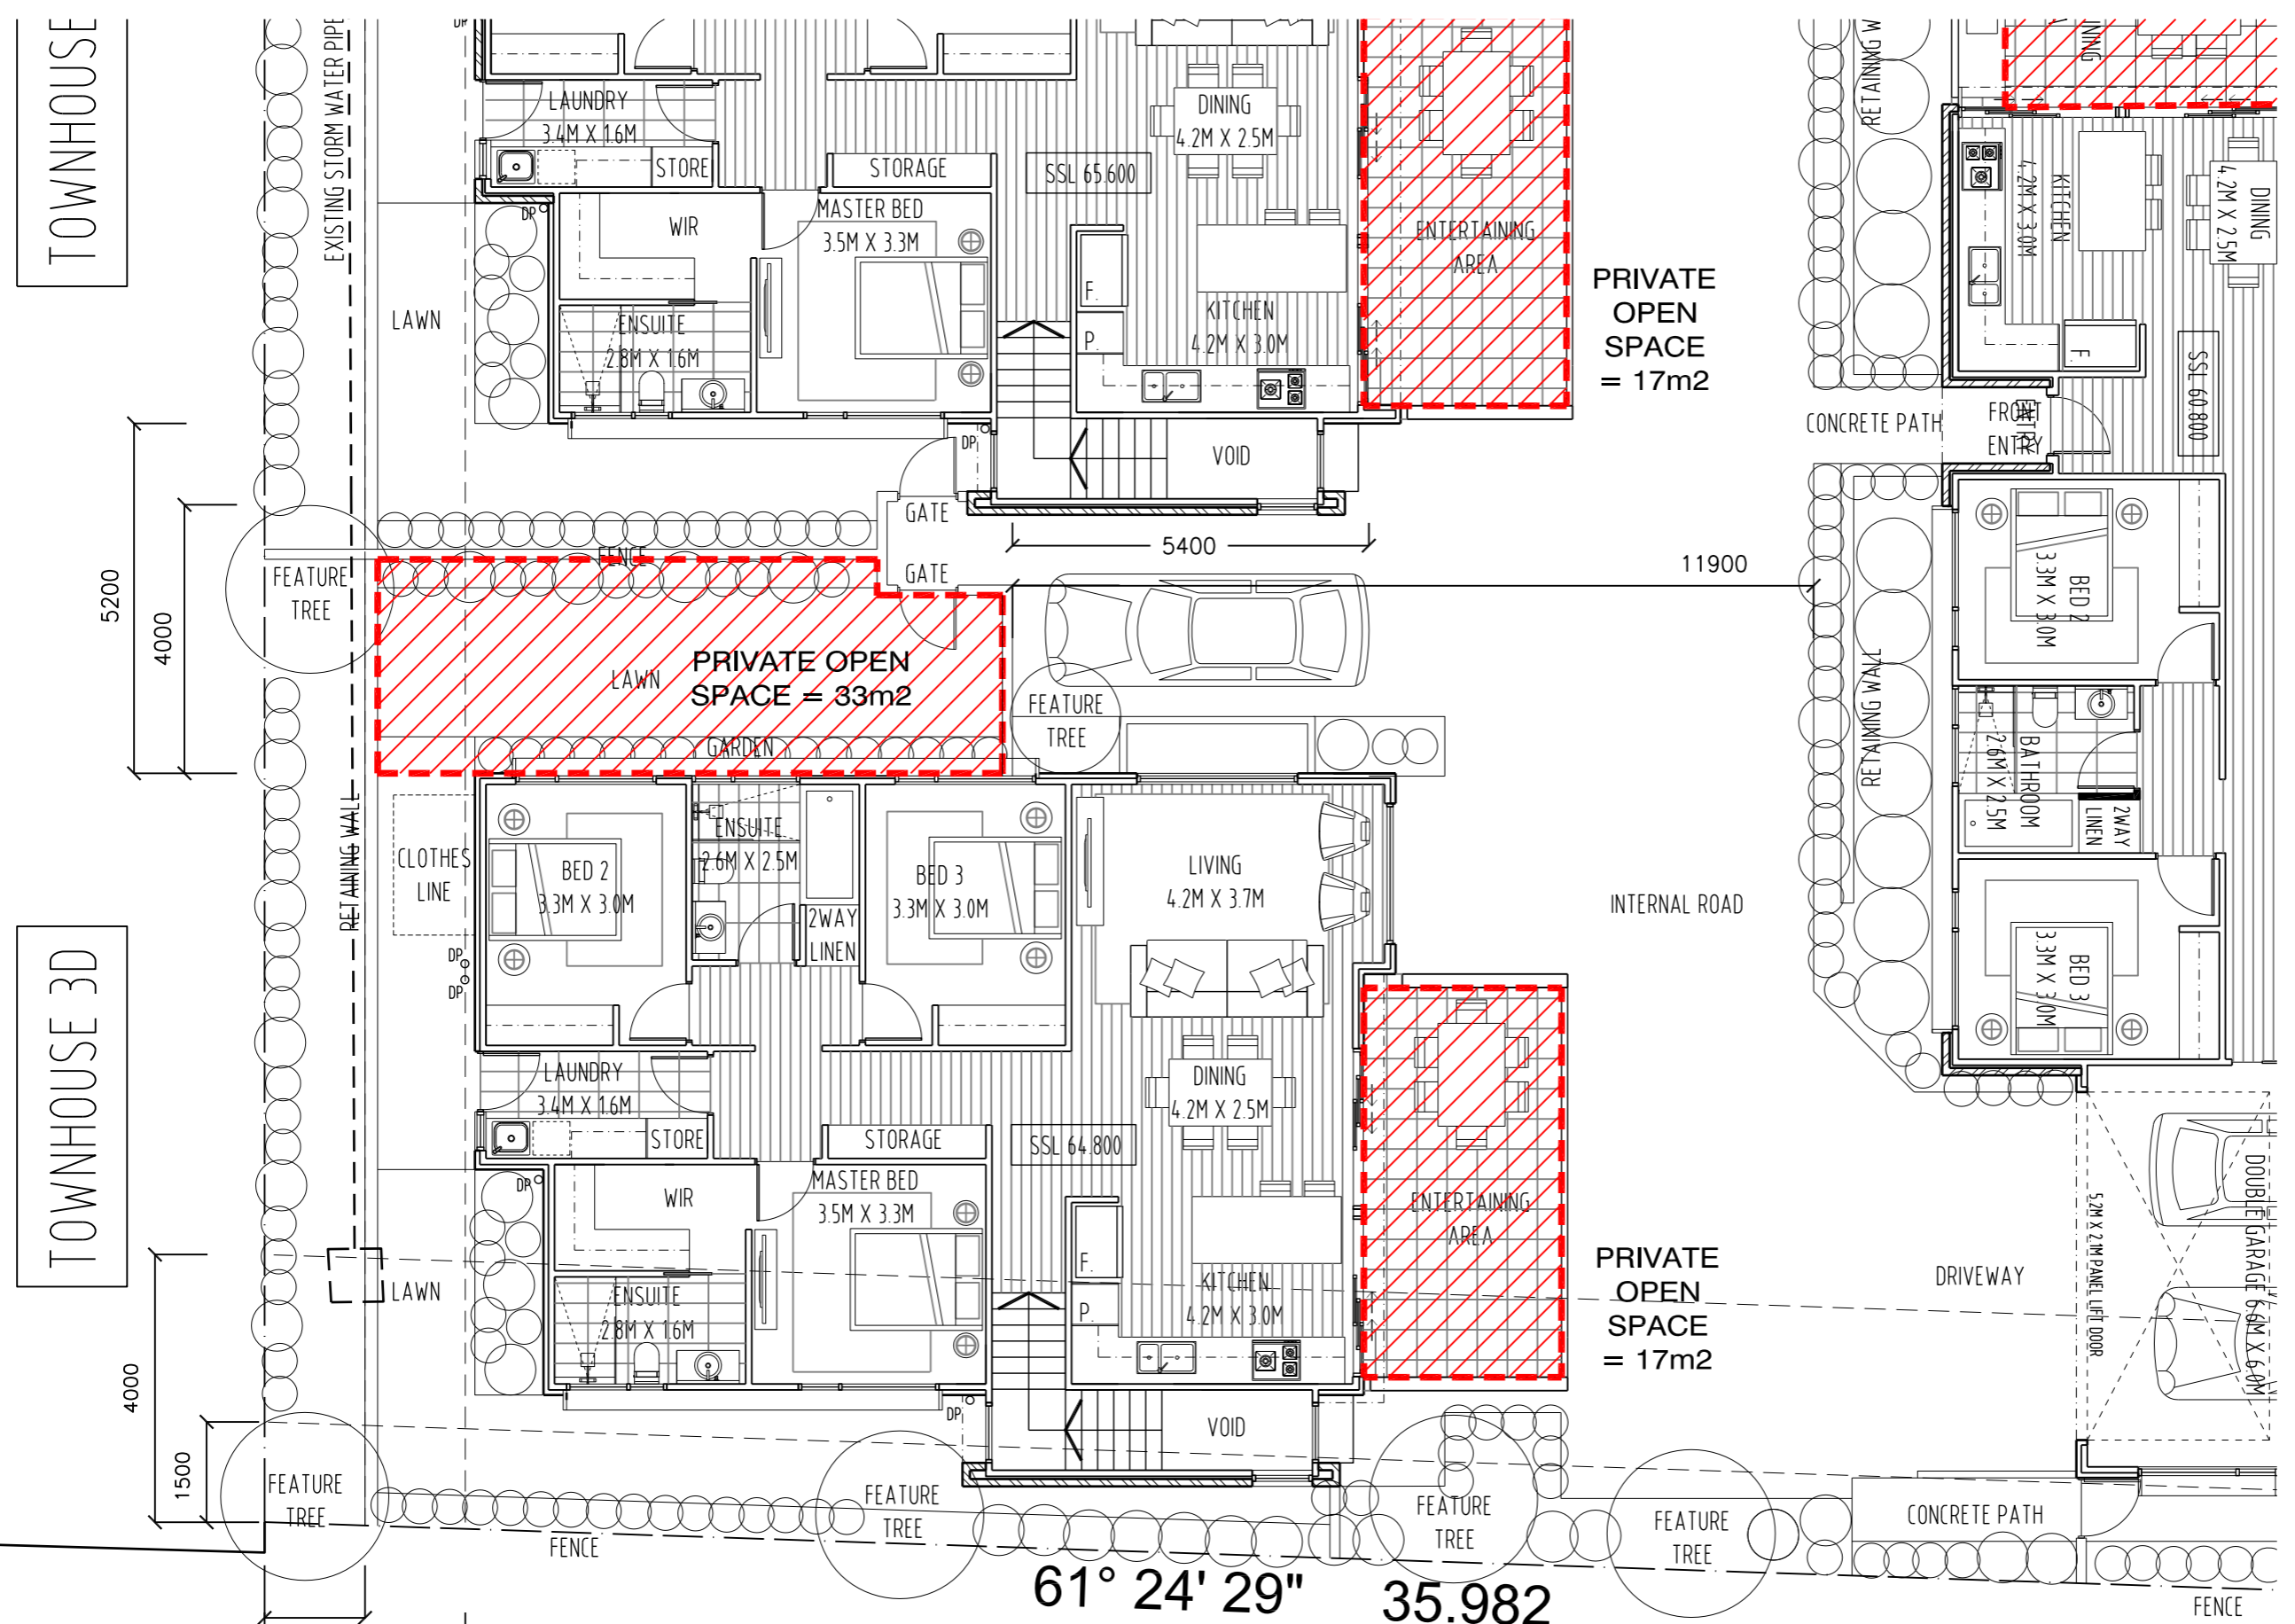 TOWNHOUSE
EXISTING STORM WATER PIPE
LAWN
LAUNDRY
3.4M X 1.6M
STORE
STORAGE
DP
WIR
MASTER BED
3.5M X 3.3M
ENSUITE
2.8M X 1.6M
DINING
4.2M X 2.5M
SSL 65.600
F.
P.
KITCHEN
4.2M X 3.0M
ENTERTAINING
AREA
PRIVATE
OPEN
SPACE
= 17m2
DP
VOID
RETAINING W
DINING
4.2M X 2.5M
KITCHEN
4.2M X 3.0M
F.
SSL 60.800
CONCRETE PATH
FRONT
ENTRY
ENTRY
5200
4000
FEATURE
TREE
GATE
FENCE
GATE
5400
11900
LAWN
PRIVATE OPEN
SPACE = 33m2
GARDEN
FEATURE
TREE
BED 2
3.3M X 3.0M
RETAINING WALL
BATHROOM
2.6M X 2.5M
2WAY
LINEN
BED 3
3.3M X 3.0M
RETAINING WALL
CLOTHES
LINE
DP
DP
BED 2
3.3M X 3.0M
ENSUITE
2.6M X 2.5M
2WAY
LINEN
BED 3
3.3M X 3.0M
LIVING
4.2M X 3.7M
INTERNAL ROAD
TOWNHOUSE 3D
LAUNDRY
3.4M X 1.6M
STORE
STORAGE
DINING
4.2M X 2.5M
SSL 64.800
DP
WIR
MASTER BED
3.5M X 3.3M
ENTERTAINING
AREA
F.
P.
KITCHEN
4.2M X 3.0M
LAWN
ENSUITE
2.8M X 1.6M
PRIVATE
OPEN
SPACE
= 17m2
DRIVEWAY
5.2M X 2.1M PANEL LIFT DOOR
DOUBLE GARAGE 6.6M X 6.0M
4000
1500
DP
VOID
FEATURE
TREE
FEATURE
TREE
FEATURE
TREE
FEATURE
TREE
CONCRETE PATH
FENCE
61° 24' 29"
35.982
FENCE